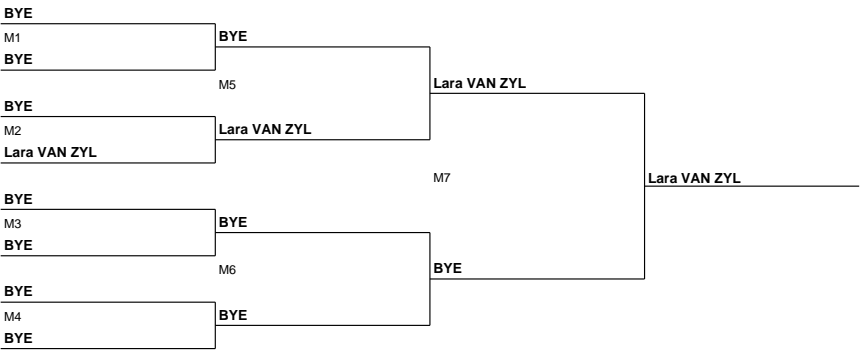 BYE
M1
BYE
BYE
M5
BYE
M2
Lara VAN ZYL
Lara VAN ZYL
Lara VAN ZYL
M7
Lara VAN ZYL
BYE
M3
BYE
BYE
M6
BYE
BYE
M4
BYE
BYE